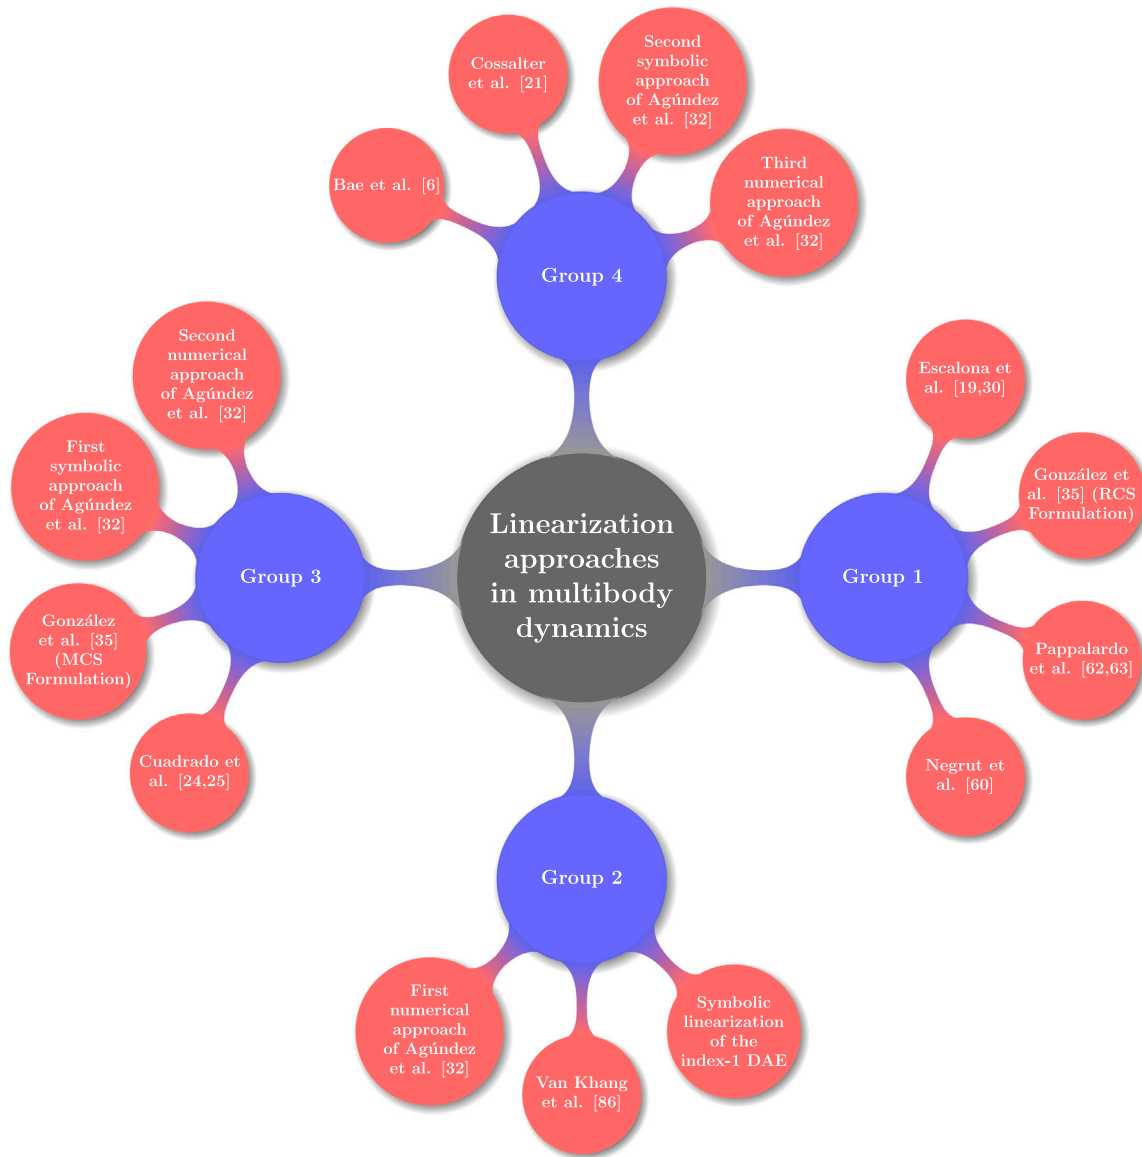 Linearization
approaches
in multibody
dynamics
Group 1
Escalona et
al. [19,30]
González et
al. [35] (RCS
Formulation)
Pappalardo
et al. [62,63]
Negrut et
al. [60]
Group 2
Symbolic
linearization
of the
index-1 DAE
Van Khang
et al. [86]
First
numerical
approach
of Agúndez
et al. [32]
Group 3
Cuadrado et
al. [24,25]
González
et al. [35]
(MCS
Formulation)
First
symbolic
approach
of Agúndez
et al. [32]
Second
numerical
approach
of Agúndez
et al. [32]
Group 4
Bae et al. [6]
Cossalter
et al. [21]
Second
symbolic
approach
of Agúndez
et al. [32]
Third
numerical
approach
of Agúndez
et al. [32]